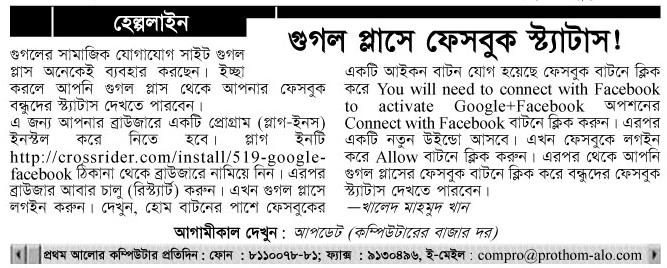 হেল্পলাইন
গুগল প্লাসে ফেসবুক স্ট্যাটাস!
গুগলের সামাজিক যোগাযোগ সাইট গুগল
প্লাস অনেকেই ব্যবহার করছেন। ইচ্ছা
করলে আপনি গুগল প্লাস থেকে আপনার ফেসবুক
বন্ধুদের স্ট্যাটাস দেখতে পারবেন।
এ জন্য আপনার ব্রাউজারে একটি প্রোগ্রাম (প্লাগ-ইনস)
ইনস্টল করে নিতে হবে। প্লাগ ইনটি
http://crossrider.com/install/519-google-
facebook ঠিকানা থেকে ব্রাউজারে নামিয়ে নিন। এরপর
ব্রাউজার আবার চালু (রিস্টার্ট) করুন। এখন গুগল প্লাসে
লগইন করুন। দেখুন, হোম বাটনের পাশে ফেসবুকের
একটি আইকন বাটন যোগ হয়েছে ফেসবুক বাটনে ক্লিক
করে You will need to connect with Facebook
to activate Google+Facebook অপশনের
Connect with Facebook বাটনে ক্লিক করুন। এরপর
একটি নতুন উইন্ডো আসবে। এখন ফেসবুকে লগইন
করে Allow বাটনে ক্লিক করুন। এরপর থেকে আপনি
গুগল প্লাসের ফেসবুক বাটনে ক্লিক করে বন্ধুদের ফেসবুক
স্ট্যাটাস দেখতে পারবেন।
—খালেদ মাহমুদ খান
আগামীকাল দেখুন : আপডেট (কম্পিউটারের বাজার দর)
প্রথম আলোর কম্পিউটার প্রতিদিন : ফোন : ৮১১০০৭৮-৮১; ফ্যাক্স : ৯১৩০৪৯৬, ই-মেইল : compro@prothom-alo.com